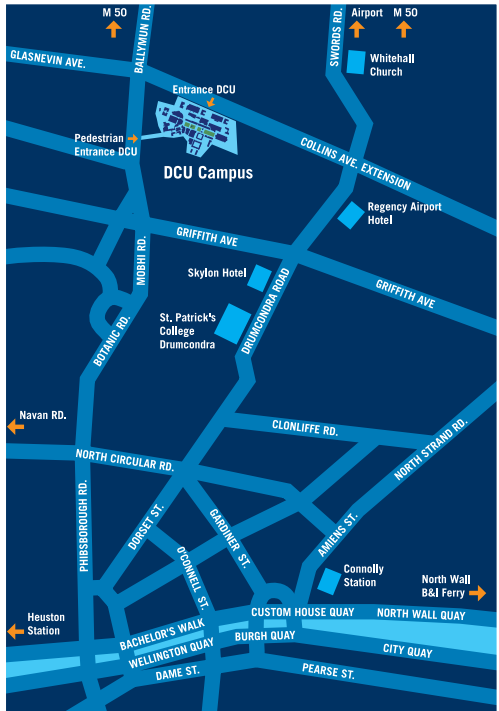 M 50
Airport
M 50
BALLYMUN RD.
SWORDS RD.
GLASNEVIN AVE.
Whitehall
Church
Entrance DCU
Pedestrian
Entrance DCU
COLLINS AVE. EXTENSION
DCU Campus
Regency Airport
Hotel
GRIFFITH AVE
MOBHI RD.
Skylon Hotel
DRUMCONDRA ROAD
GRIFFITH AVE
St. Patrick's
College
Drumcondra
BOTANIC RD.
Navan RD.
CLONLIFFE RD.
NORTH STRAND RD.
NORTH CIRCULAR RD.
PHIBSBOROUGH RD.
DORSET ST.
GARDINER ST.
AMIENS ST.
O'CONNELL ST.
Connolly
Station
North Wall
B&I Ferry
Heuston
Station
CUSTOM HOUSE QUAY
NORTH WALL QUAY
BACHELOR'S WALK
BURGH QUAY
WELLINGTON QUAY
CITY QUAY
DAME ST.
PEARSE ST.